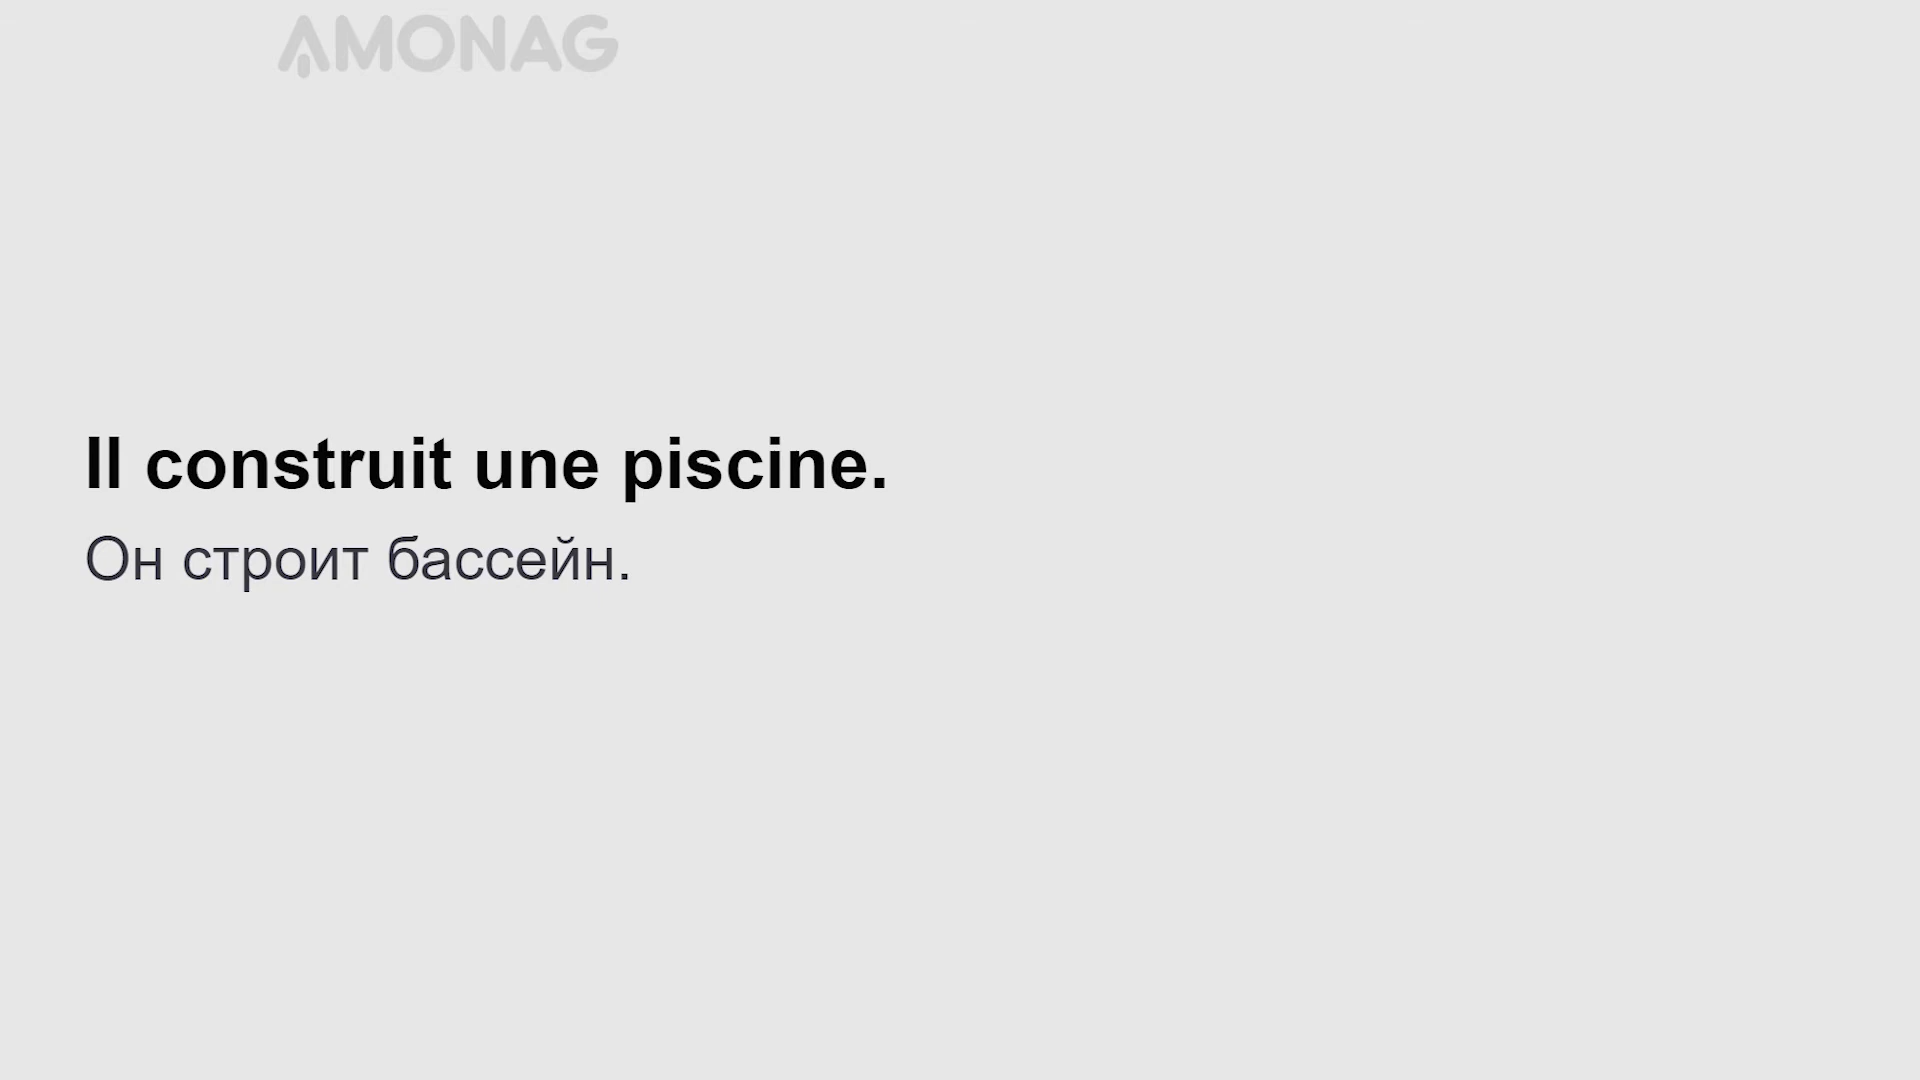 AMONAG
Il construit une piscine.
Он строит бассейн.